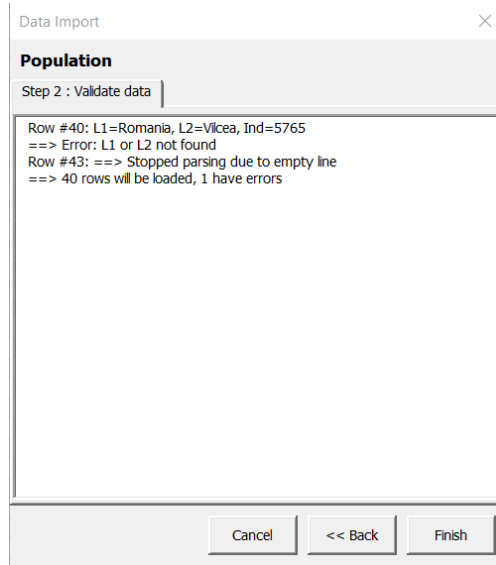 Data Import
Population
Step 2 : Validate data
Row #40: L1=Romania, L2=Vilcea, Ind=5765
==> Error: L1 or L2 not found
Row #43: ==> Stopped parsing due to empty line
==> 40 rows will be loaded, 1 have errors
Cancel
<< Back
Finish